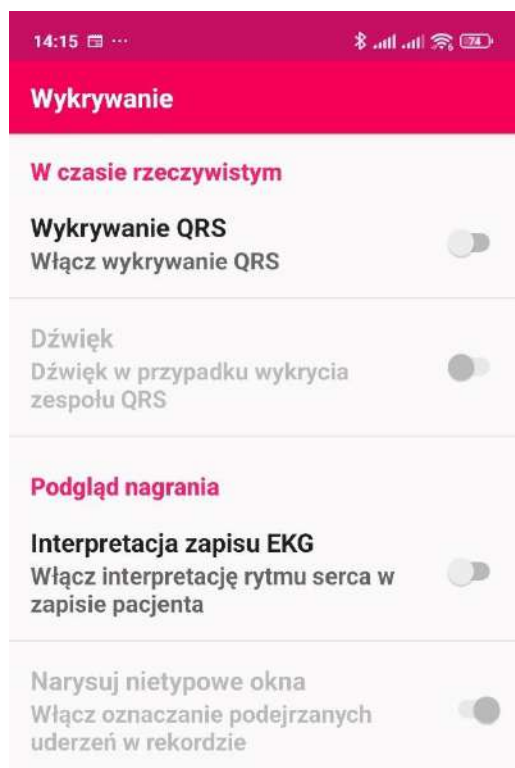 14:15 ...
74
Wykrywanie
W czasie rzeczywistym
Wykrywanie QRS
Włącz wykrywanie QRS
Dźwięk
Dźwięk w przypadku wykrycia
zespołu QRS
Podgląd nagrania
Interpretacja zapisu EKG
Włącz interpretację rytmu serca w
zapisie pacjenta
Narysuj nietypowe okna
Włącz oznaczanie podejrzanych
uderzeń w rekordzie